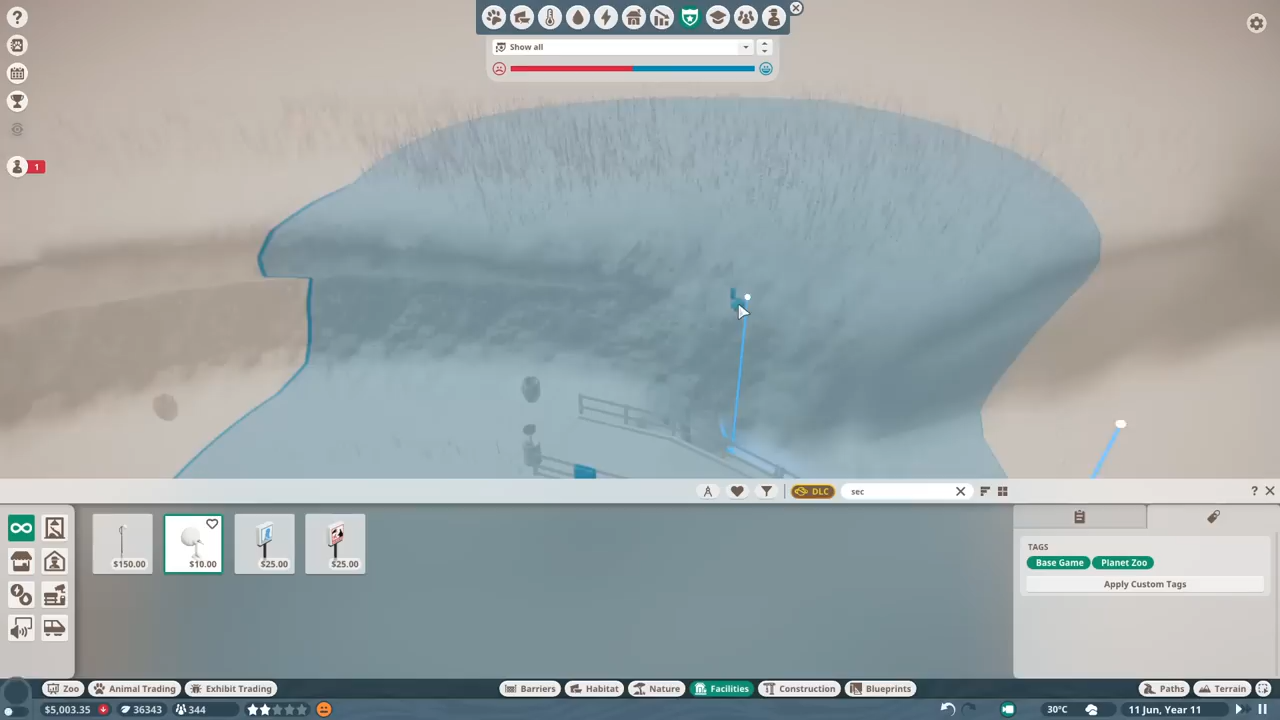 ?
Show all
1
DLC
sec
?
$150.00
$10.00
$25.00
$25.00
TAGS
Base Game
Planet Zoo
Apply Custom Tags
Zoo
Animal Trading
Exhibit Trading
Barriers
Habitat
Nature
Facilities
Construction
Blueprints
Paths
Terrain
$5,003.35
36343
344
30°C
11 Jun, Year 11